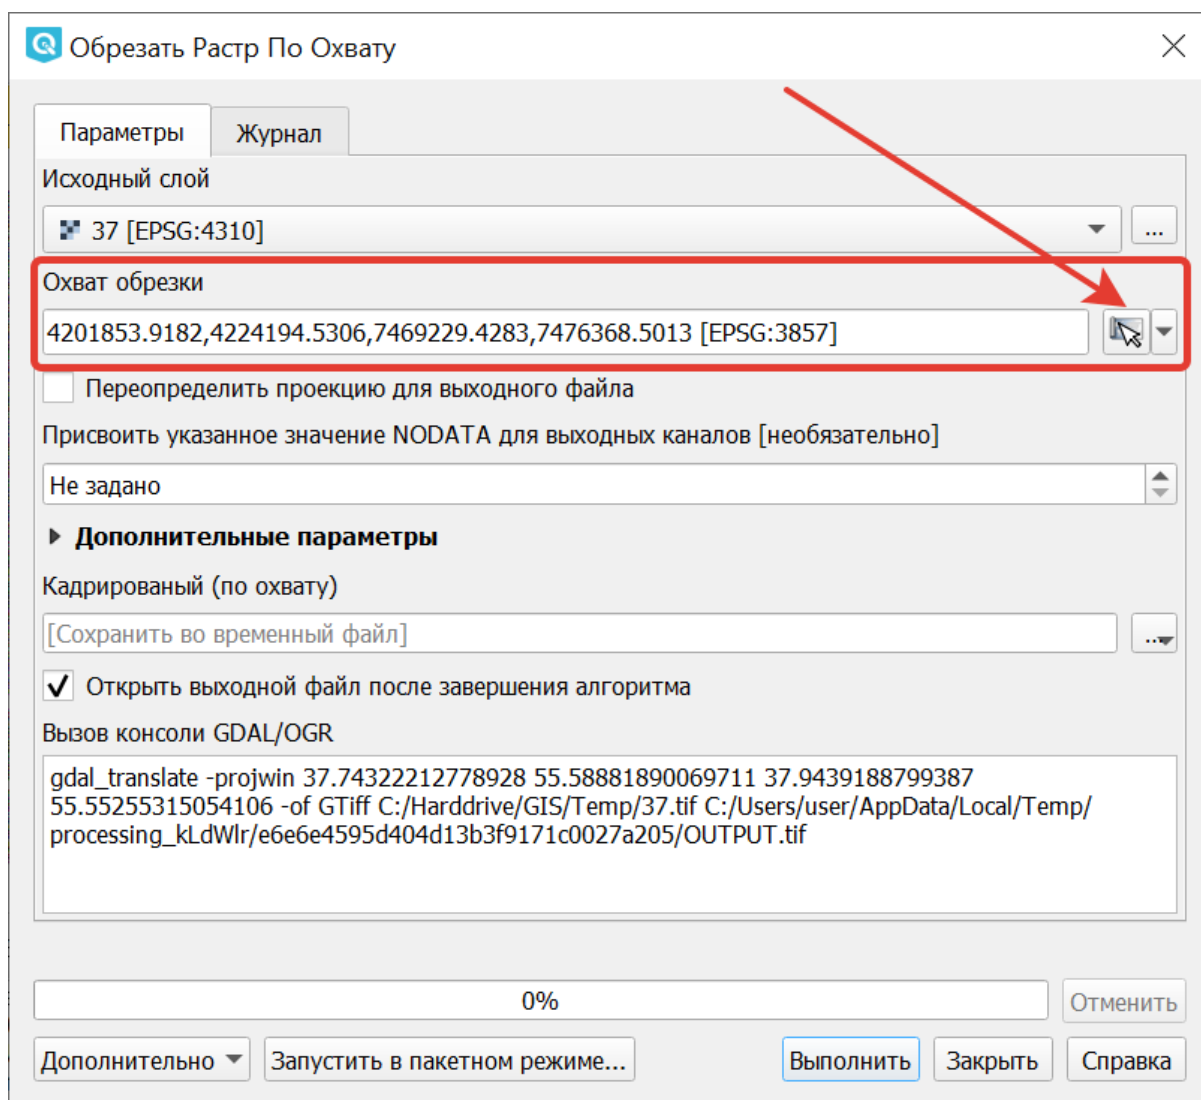 Обрезать Растр По Охвату
Параметры
Журнал
Исходный слой
37 [EPSG:4310]
...
Охват обрезки
4201853.9182,4224194.5306,7469229.4283,7476368.5013 [EPSG:3857]
Переопределить проекцию для выходного файла
Присвоить указанное значение NODATA для выходных каналов [необязательно]
Не задано
Дополнительные параметры
Кадрированый (по охвату)
[Сохранить во временный файл]
...
Открыть выходной файл после завершения алгоритма
Вызов консоли GDAL/OGR
gdal_translate -projwin 37.74322212778928 55.58881890069711 37.9439188799387
55.55255315054106 -of GTiff C:/Harddrive/GIS/Temp/37.tif C:/Users/user/AppData/Local/Temp/
processing_kLdWlr/e6e6e4595d404d13b3f9171c0027a205/OUTPUT.tif
0%
Отменить
Дополнительно
Запустить в пакетном режиме...
Выполнить
Закрыть
Справка